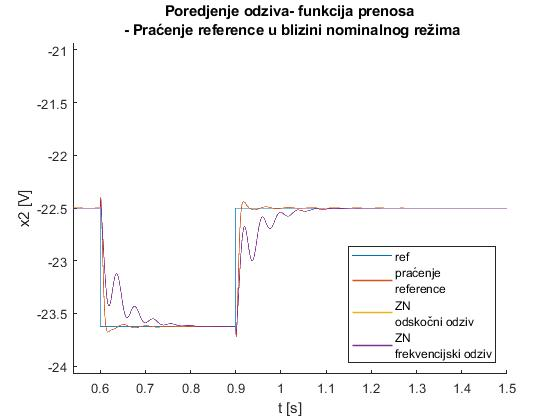 Poredjenje odziva- funkcija prenosa
- Praćenje reference u blizini nominalnog režima
-21
-21.5
-22
-22.5
-23
-23.5
-24
x2 [V]
0.6 0.7 0.8 0.9 1 1.1 1.2 1.3 1.4 1.5
t [s]
ref
praćenje
reference
ZN
odskočni odziv
ZN
frekvencijski odziv